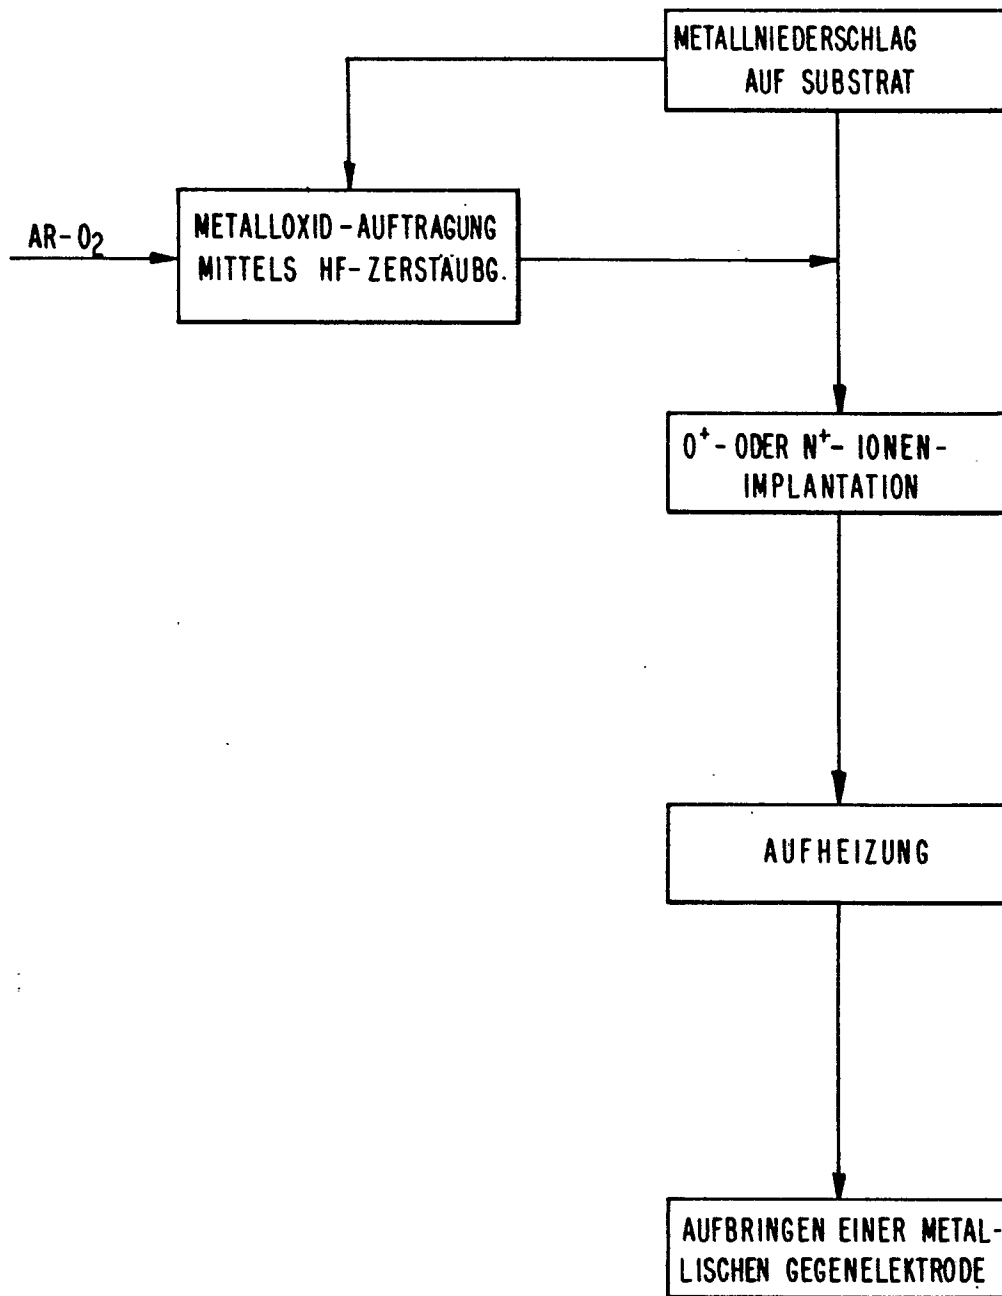 METALLNIEDERSCHLAG
AUF SUBSTRAT
AR-O₂
METALLOXID-AUFTRAGUNG
MITTELS HF-ZERSTÄUBG.
O⁺-ODER N⁺-IONEN-
IMPLANTATION
AUFHEIZUNG
AUFBRINGEN EINER METAL-
LISCHEN GEGENELEKTRODE